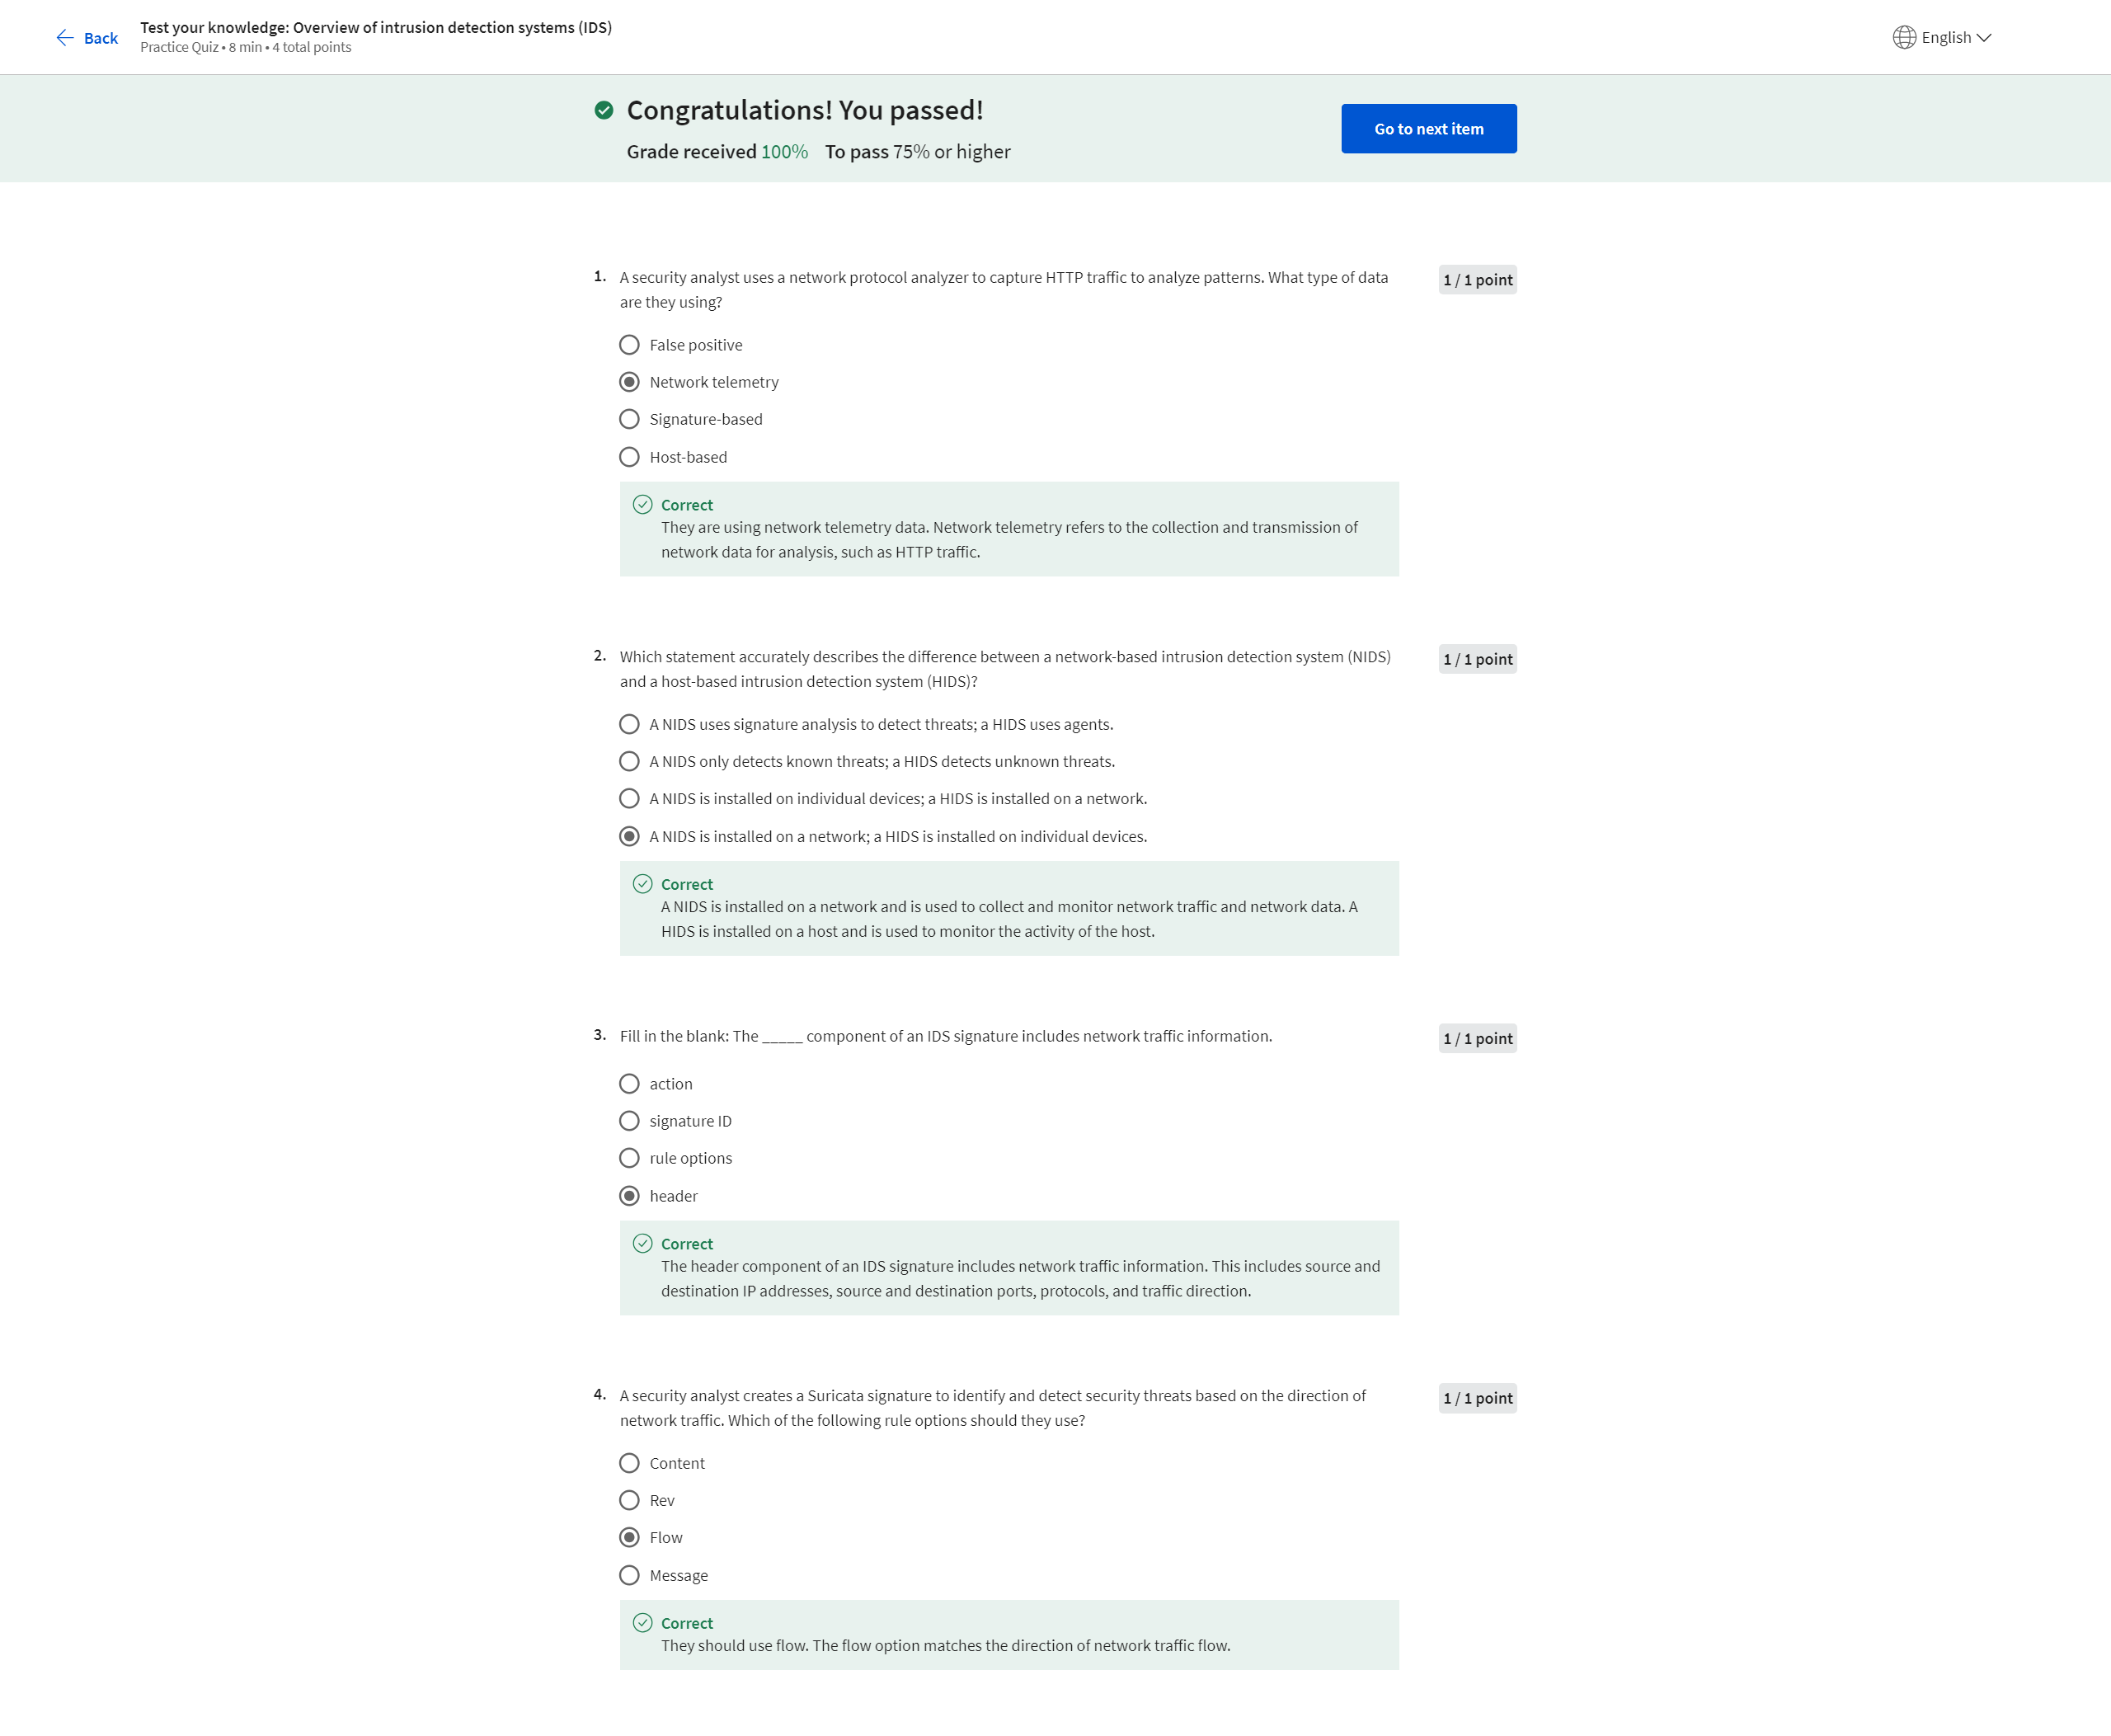 Back
Test your knowledge: Overview of intrusion detection systems (IDS)
Practice Quiz • 8 min • 4 total points
English
Congratulations! You passed!
Grade received 100% To pass 75% or higher
Go to next item
1. A security analyst uses a network protocol analyzer to capture HTTP traffic to analyze patterns. What type of data
are they using?
1 / 1 point
False positive
Network telemetry
Signature-based
Host-based
Correct
They are using network telemetry data. Network telemetry refers to the collection and transmission of
network data for analysis, such as HTTP traffic.
2. Which statement accurately describes the difference between a network-based intrusion detection system (NIDS)
and a host-based intrusion detection system (HIDS)?
1 / 1 point
A NIDS uses signature analysis to detect threats; a HIDS uses agents.
A NIDS only detects known threats; a HIDS detects unknown threats.
A NIDS is installed on individual devices; a HIDS is installed on a network.
A NIDS is installed on a network; a HIDS is installed on individual devices.
Correct
A NIDS is installed on a network and is used to collect and monitor network traffic and network data. A
HIDS is installed on a host and is used to monitor the activity of the host.
3. Fill in the blank: The _____ component of an IDS signature includes network traffic information.
1 / 1 point
action
signature ID
rule options
header
Correct
The header component of an IDS signature includes network traffic information. This includes source and
destination IP addresses, source and destination ports, protocols, and traffic direction.
4. A security analyst creates a Suricata signature to identify and detect security threats based on the direction of
network traffic. Which of the following rule options should they use?
1 / 1 point
Content
Rev
Flow
Message
Correct
They should use flow. The flow option matches the direction of network traffic flow.